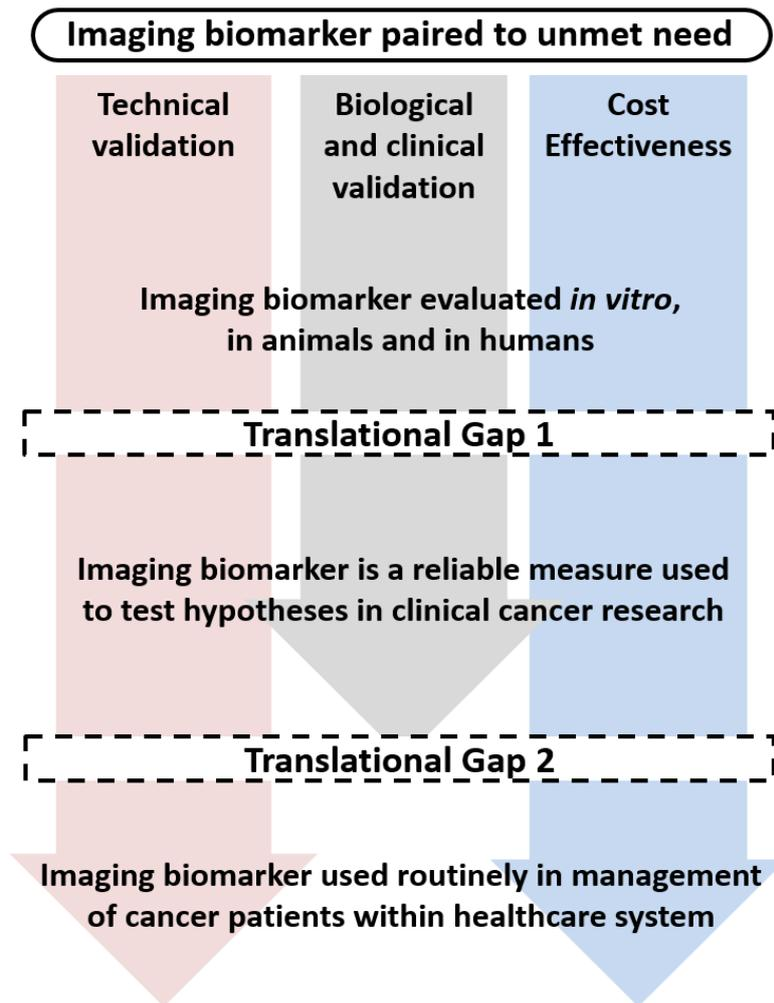 Imaging biomarker paired to unmet need
Technical
validation
Biological
and clinical
validation
Cost
Effectiveness
Imaging biomarker evaluated in vitro,
in animals and in humans
Translational Gap 1
Imaging biomarker is a reliable measure used
to test hypotheses in clinical cancer research
Translational Gap 2
Imaging biomarker used routinely in management
of cancer patients within healthcare system